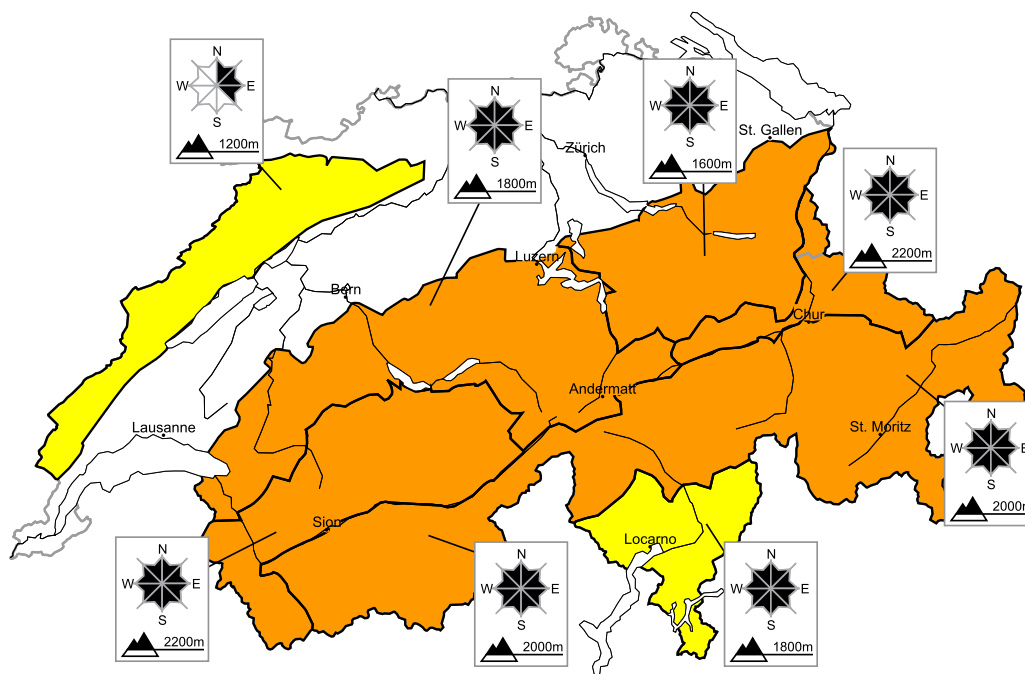 N
W E
S
1200m
N
W E
S
1800m
N
W E
S
1600m
N
W E
S
2200m
St. Gallen
Zürich
Luzern
Bern
Chur
Andermatt
Lausanne
St. Moritz
N
W E
S
2000m
Sion
Locarno
N
W E
S
2200m
N
W E
S
2000m
N
W E
S
1800m